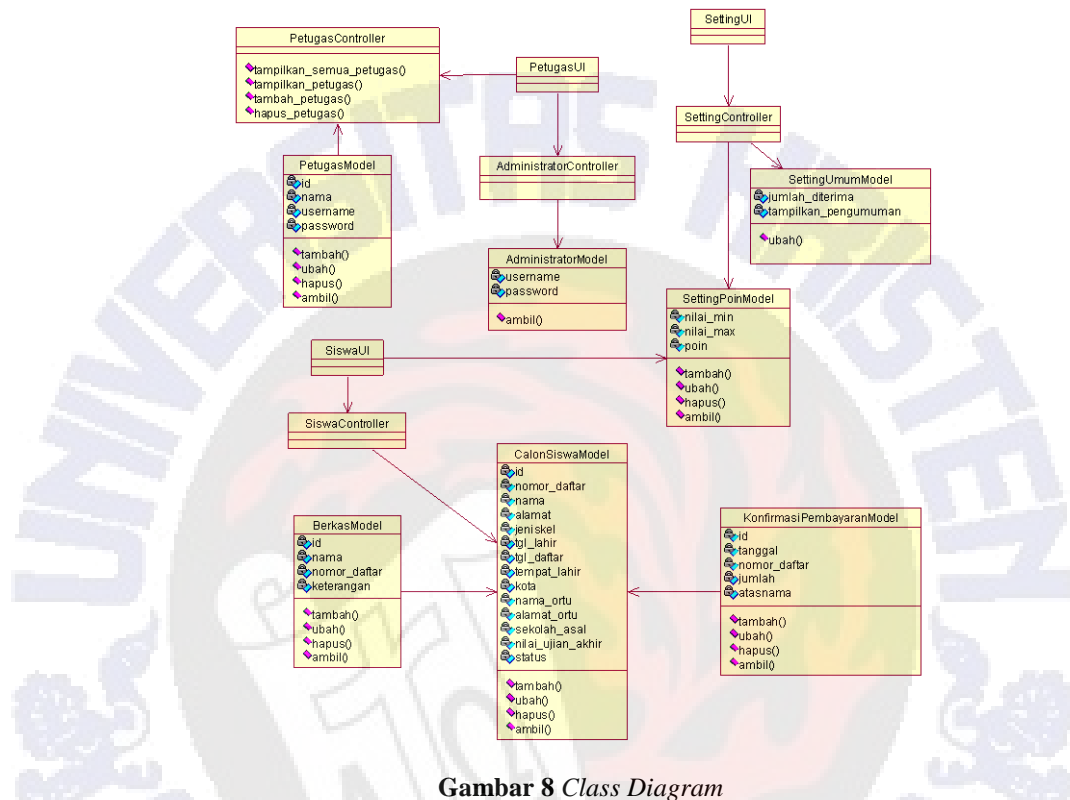 SettingUI
PetugasController
tampilkan_semua_petugas()
tampilkan_petugas()
tambah_petugas()
hapus_petugas()
PetugasUI
SettingController
PetugasModel
id
nama
username
password
tambah()
ubah()
hapus()
ambil()
AdministratorController
SettingUmumModel
jumlah_diterima
tampilkan_pengumuman
ubah()
AdministratorModel
username
password
ambil()
SettingPoinModel
nilai_min
nilai_max
poin
tambah()
ubah()
hapus()
ambil()
SiswaUI
SiswaController
CalonSiswaModel
id
nomor_daftar
nama
alamat
jeniskel
tgl_lahir
tgl_daftar
tempat_lahir
kota
nama_ortu
alamat_ortu
sekolah_asal
nilai_ujian_akhir
status
tambah()
ubah()
hapus()
ambil()
BerkasModel
id
nama
nomor_daftar
keterangan
tambah()
ubah()
hapus()
ambil()
KonfirmasiPembayaranModel
id
tanggal
nomor_daftar
jumlah
atasnama
tambah()
ubah()
hapus()
ambil()
UNIVERSITAS KRISTEN
Gambar 8 Class Diagram